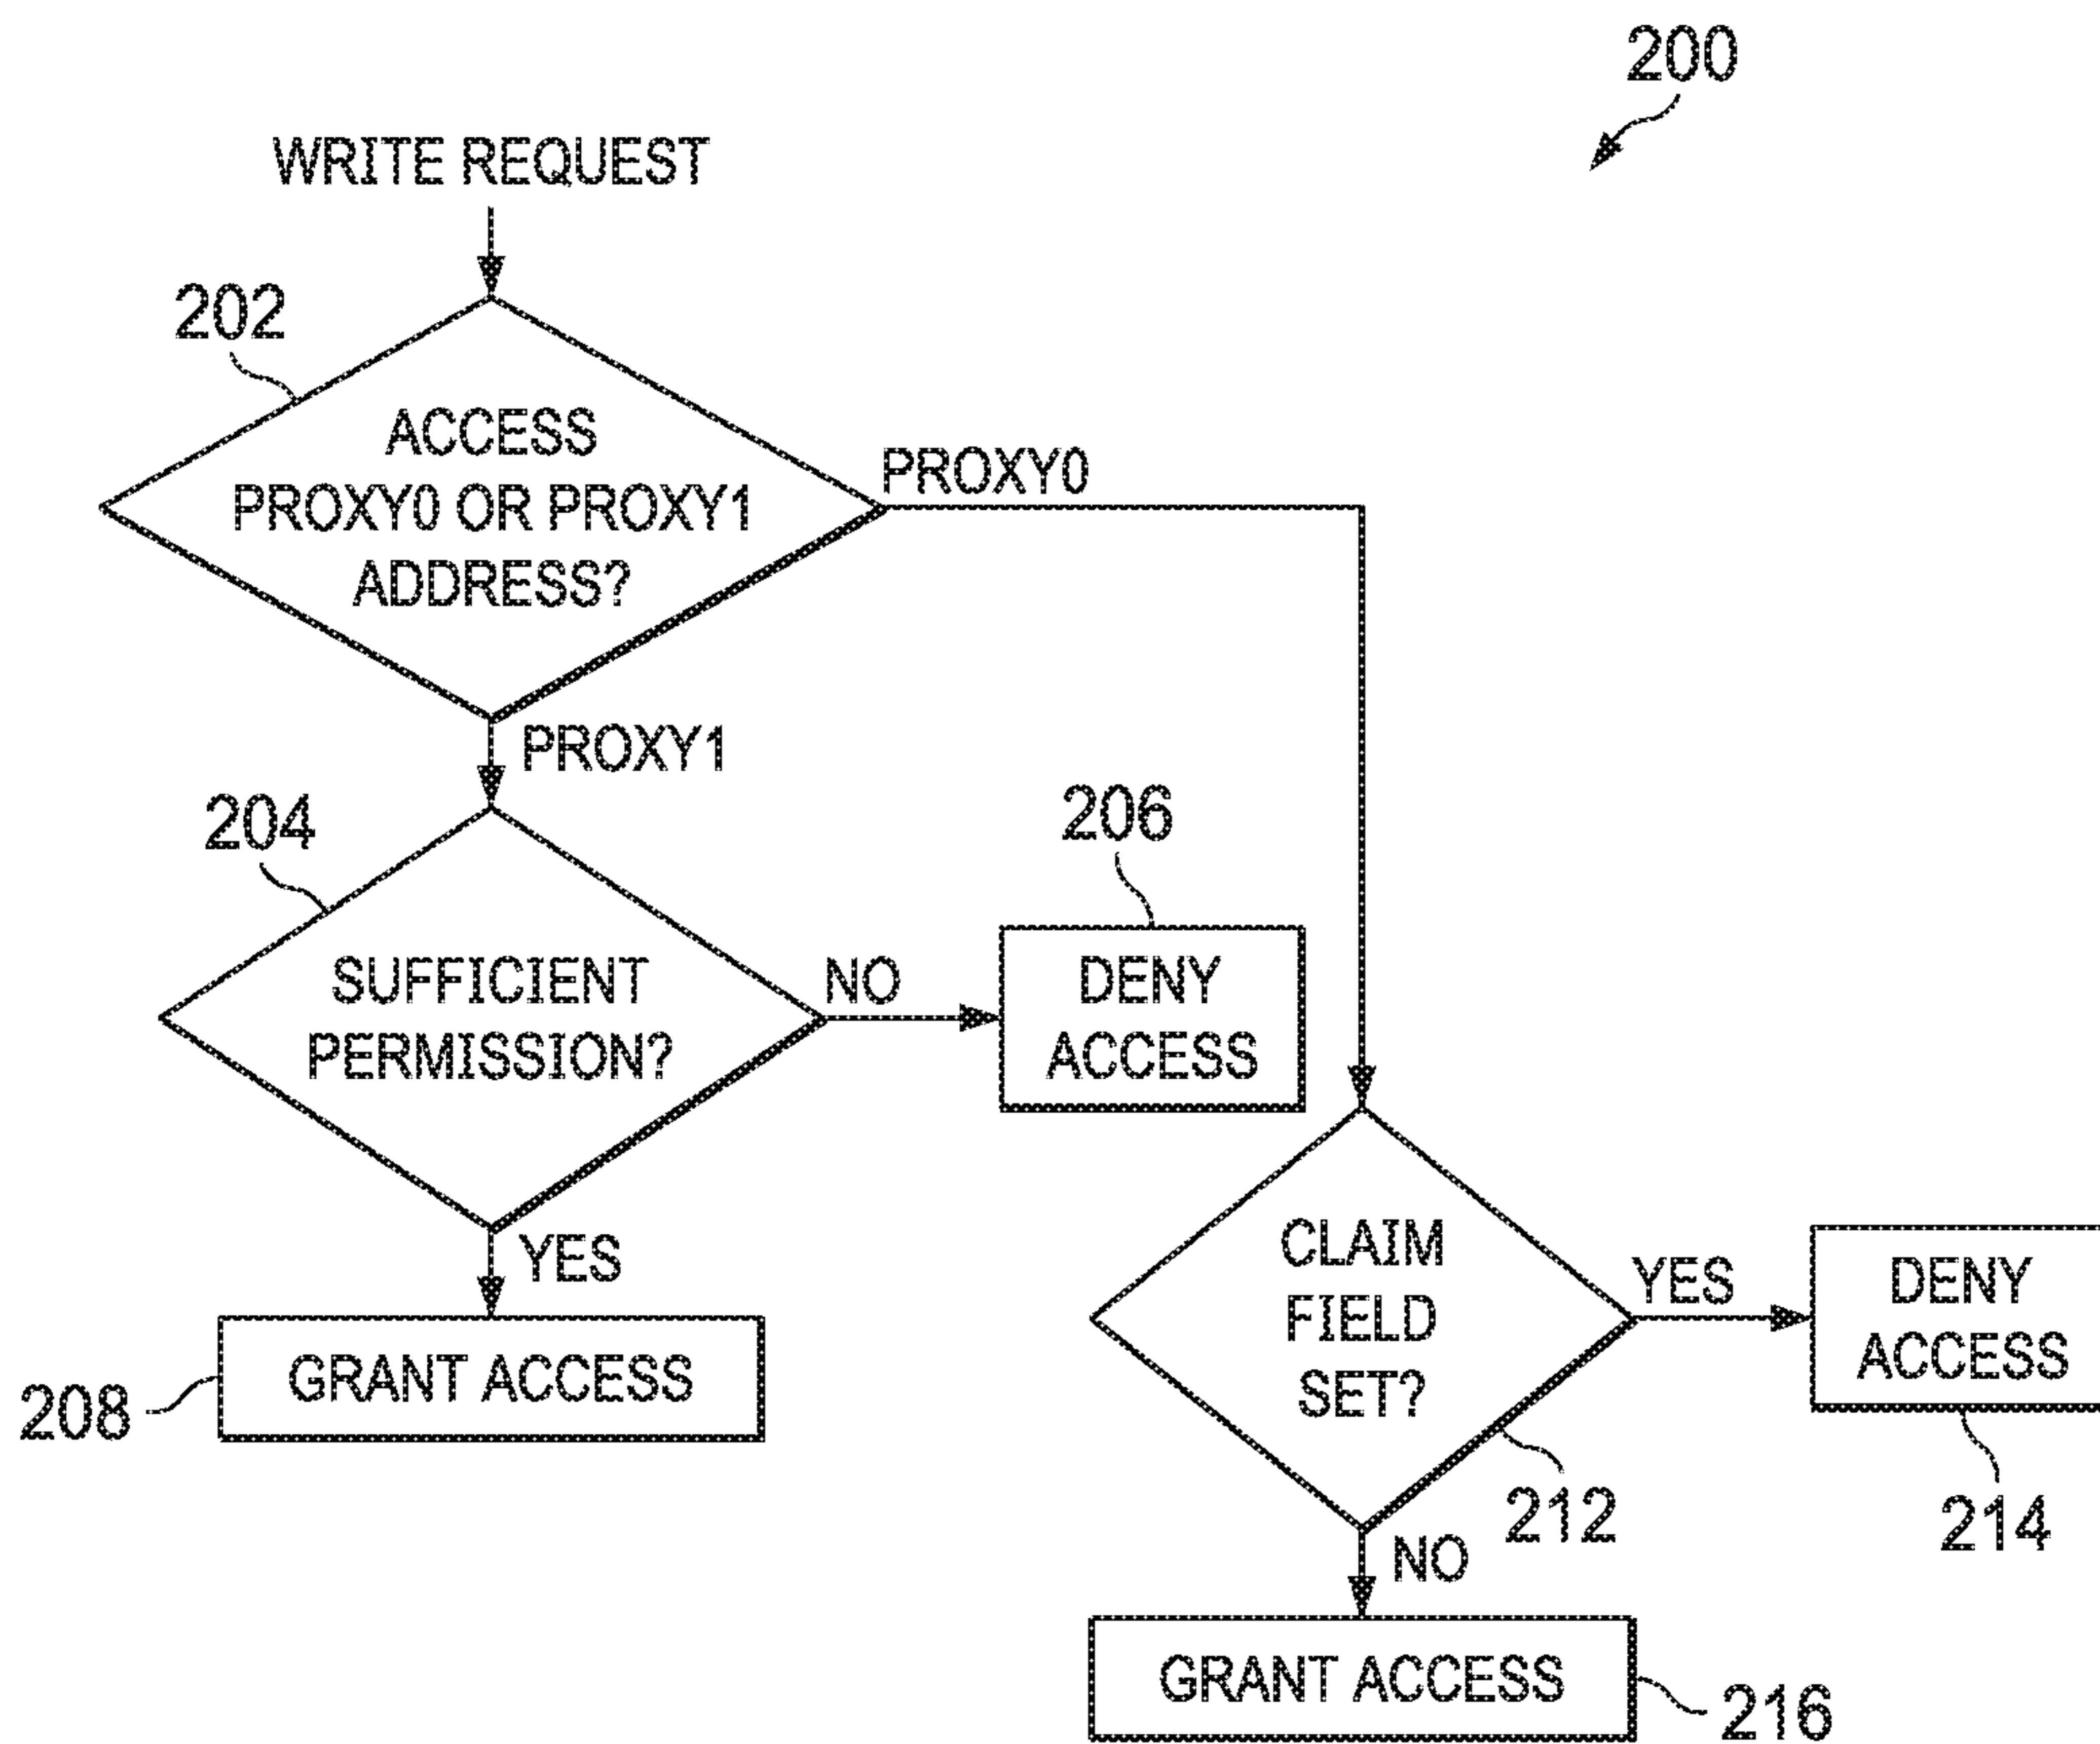 200
WRITE REQUEST
202
ACCESS
PROXY0 OR PROXY1
ADDRESS?
PROXY0
PROXY1
204
SUFFICIENT
PERMISSION?
NO
206
DENY
ACCESS
YES
208
GRANT ACCESS
CLAIM
FIELD
SET?
YES
DENY
ACCESS
212
214
NO
GRANT ACCESS
216